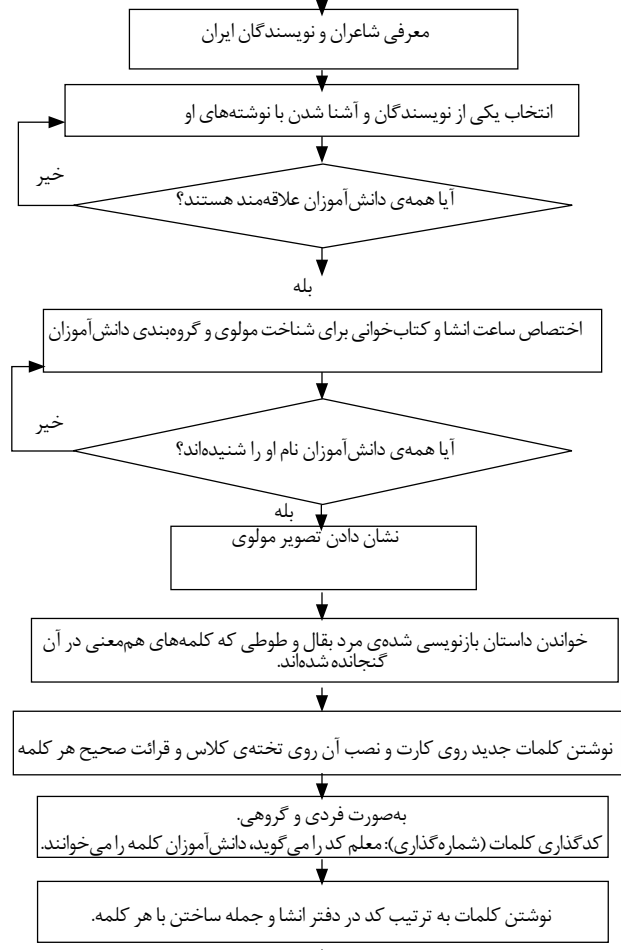 معرفی شاعران و نویسندگان ایران
انتخاب یکی از نویسندگان و آشنا شدن با نوشته‌های او
خیر
آیا همه‌ی دانش‌آموزان علاقه‌مند هستند؟
بله
اختصاص ساعت انشا و کتاب‌خوانی برای شناخت مولوی و گروه‌بندی دانش‌آموزان
خیر
آیا همه‌ی دانش‌آموزان نام او را شنیده‌اند؟
بله
نشان دادن تصویر مولوی
خواندن داستان بازنویسی شده‌ی مرد بقال و طوطی که کلمه‌های هم‌معنی در آن
گنجانده شده‌اند.
نوشتن کلمات جدید روی کارت و نصب آن روی تخته‌ی کلاس و قرائت صحیح هر کلمه
به‌صورت فردی و گروهی.
کدگذاری کلمات (شماره‌گذاری): معلم کد را می‌گوید، دانش‌آموزان کلمه را می‌خوانند.
نوشتن کلمات به ترتیب کد در دفتر انشا و جمله ساختن با هر کلمه.